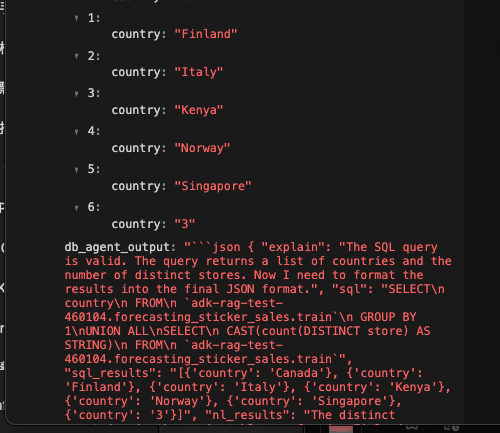 1:
country: "Finland"
2:
country: "Italy"
3:
country: "Kenya"
4:
country: "Norway"
5:
country: "Singapore"
6:
country: "3"
db_agent_output: "```json { "explain": "The SQL query
is valid. The query returns a list of countries and the
number of distinct stores. Now I need to format the
results into the final JSON format.", "sql": "SELECT\n
country\n FROM\n `adk-rag-test-
460104.forecasting_sticker_sales.train`\n GROUP BY
1\nUNION ALL\nSELECT\n CAST(count(DISTINCT store) AS
STRING)\n FROM\n `adk-rag-test-
460104.forecasting_sticker_sales.train`",
"sql_results": "[{'country': 'Canada'}, {'country':
'Finland'}, {'country': 'Italy'}, {'country': 'Kenya'},
{'country': 'Norway'}, {'country': 'Singapore'},
{'country': '3'}]", "nl_results": "The distinct